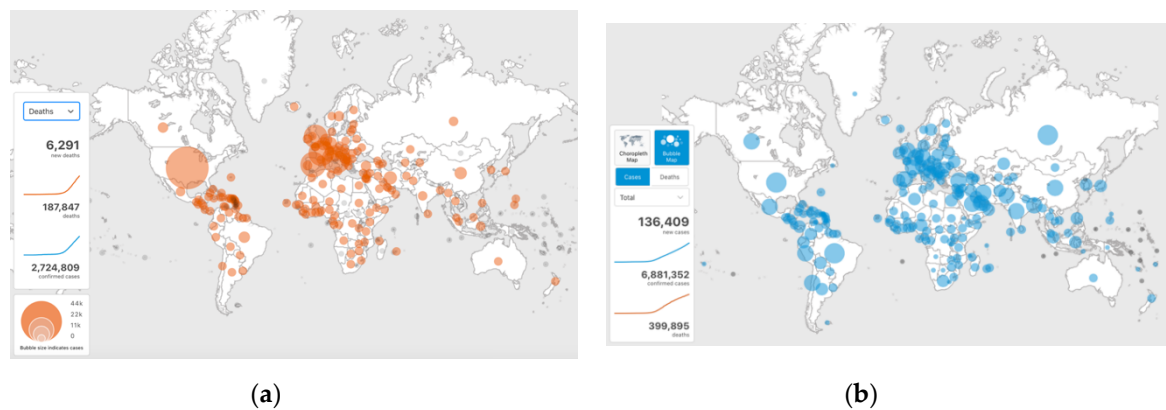 Deaths
6,291
new deaths
187,847
deaths
2,724,809
confirmed cases
44k
22k
11k
0
Bubble size indicates cases
(a)
Choropleth
Map
Bubble
Map
Cases
Deaths
Total
136,409
new cases
6,881,352
confirmed cases
399,895
deaths
(b)